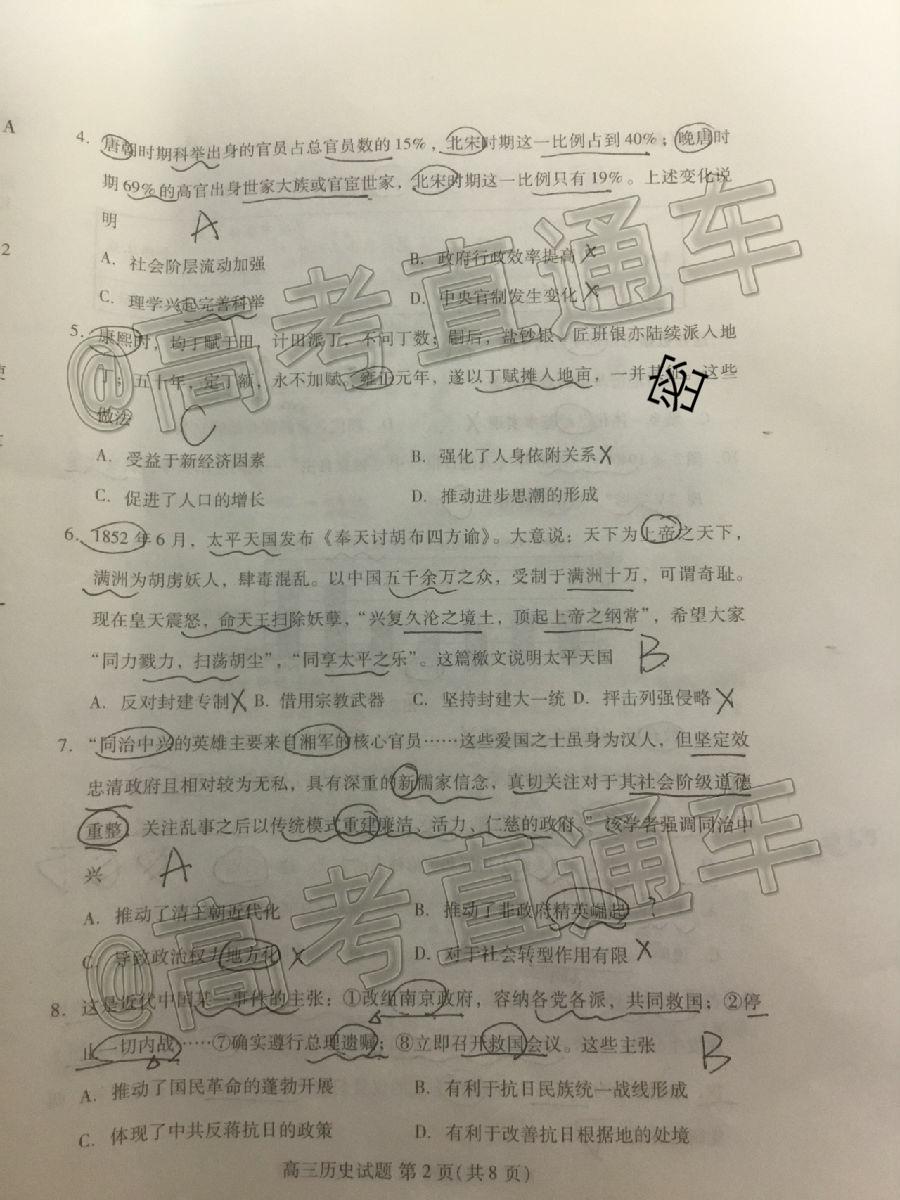 A
4. 唐朝时期科举出身的官员占总官员数的15%，北宋时期这一比例占到40%；晚唐时
期69%的高官出身世家大族或官宦世家，北宋时期这一比例只有19%。上述变化说
2
明 A
A. 社会阶层流动加强 B. 政府行政效率提高 X
C. 理学兴起完善科举 D. 中央官制发生变化 X
5. 康熙时，均丁赋于田，计田派丁，不问丁数；嗣后，盐钞银、匠班银亦陆续派入地
五十年，定丁额，永不加赋，雍正元年，遂以丁赋摊入地亩，一并其征。这些
密
做法 C
A. 受益于新经济因素 B. 强化了人身依附关系 X
C. 促进了人口的增长 D. 推动进步思潮的形成
6. 1852年6月，太平天国发布《奉天讨胡布四方谕》。大意说：天下为上帝之天下，
满洲为胡虏妖人，肆毒混乱。以中国五千余万之众，受制于满洲十万，可谓奇耻。
现在皇天震怒，命天王扫除妖孽，“兴复久沦之境土，顶起上帝之纲常”，希望大家
“同力戮力，扫荡胡尘”，“同享太平之乐”。这篇檄文说明太平天国 B
A. 反对封建专制 X B. 借用宗教武器 C. 坚持封建大一统 D. 抨击列强侵略 X
7. “同治中兴的英雄主要来自湘军的核心官员……这些爱国之士虽身为汉人，但坚定效
忠清政府且相对较为无私，具有深重的新儒家信念，真切关注对于其社会阶级道德
重整，关注乱事之后以传统模式重建廉洁、活力、仁慈的政府。”该学者强调同治中
兴 A
A. 推动了清王朝近代化 B. 推动了非政府精英崛起 ?
C. 导致政治权力地方化 X D. 对于社会转型作用有限 X
8. 这是近代中国某一事件的主张：①改组南京政府，容纳各党各派，共同救国；②停
止一切内战……⑦确实遵行总理遗嘱；⑧立即召开救国会议。这些主张 B
A. 推动了国民革命的蓬勃开展 B. 有利于抗日民族统一战线形成
C. 体现了中共反蒋抗日的政策 D. 有利于改善抗日根据地的处境
高三历史试题 第2页（共8页）
@高考直通车
@高考直通车